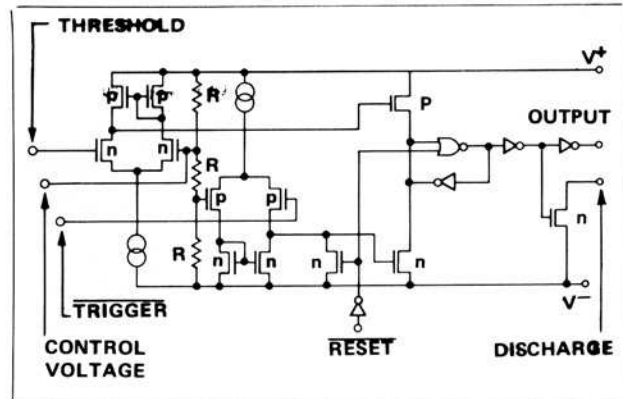 THRESHOLD
V+
p p R
P
OUTPUT
n n
R
p p
n
R
n n n n
TRIGGER
V−
CONTROL
VOLTAGE
RESET
DISCHARGE